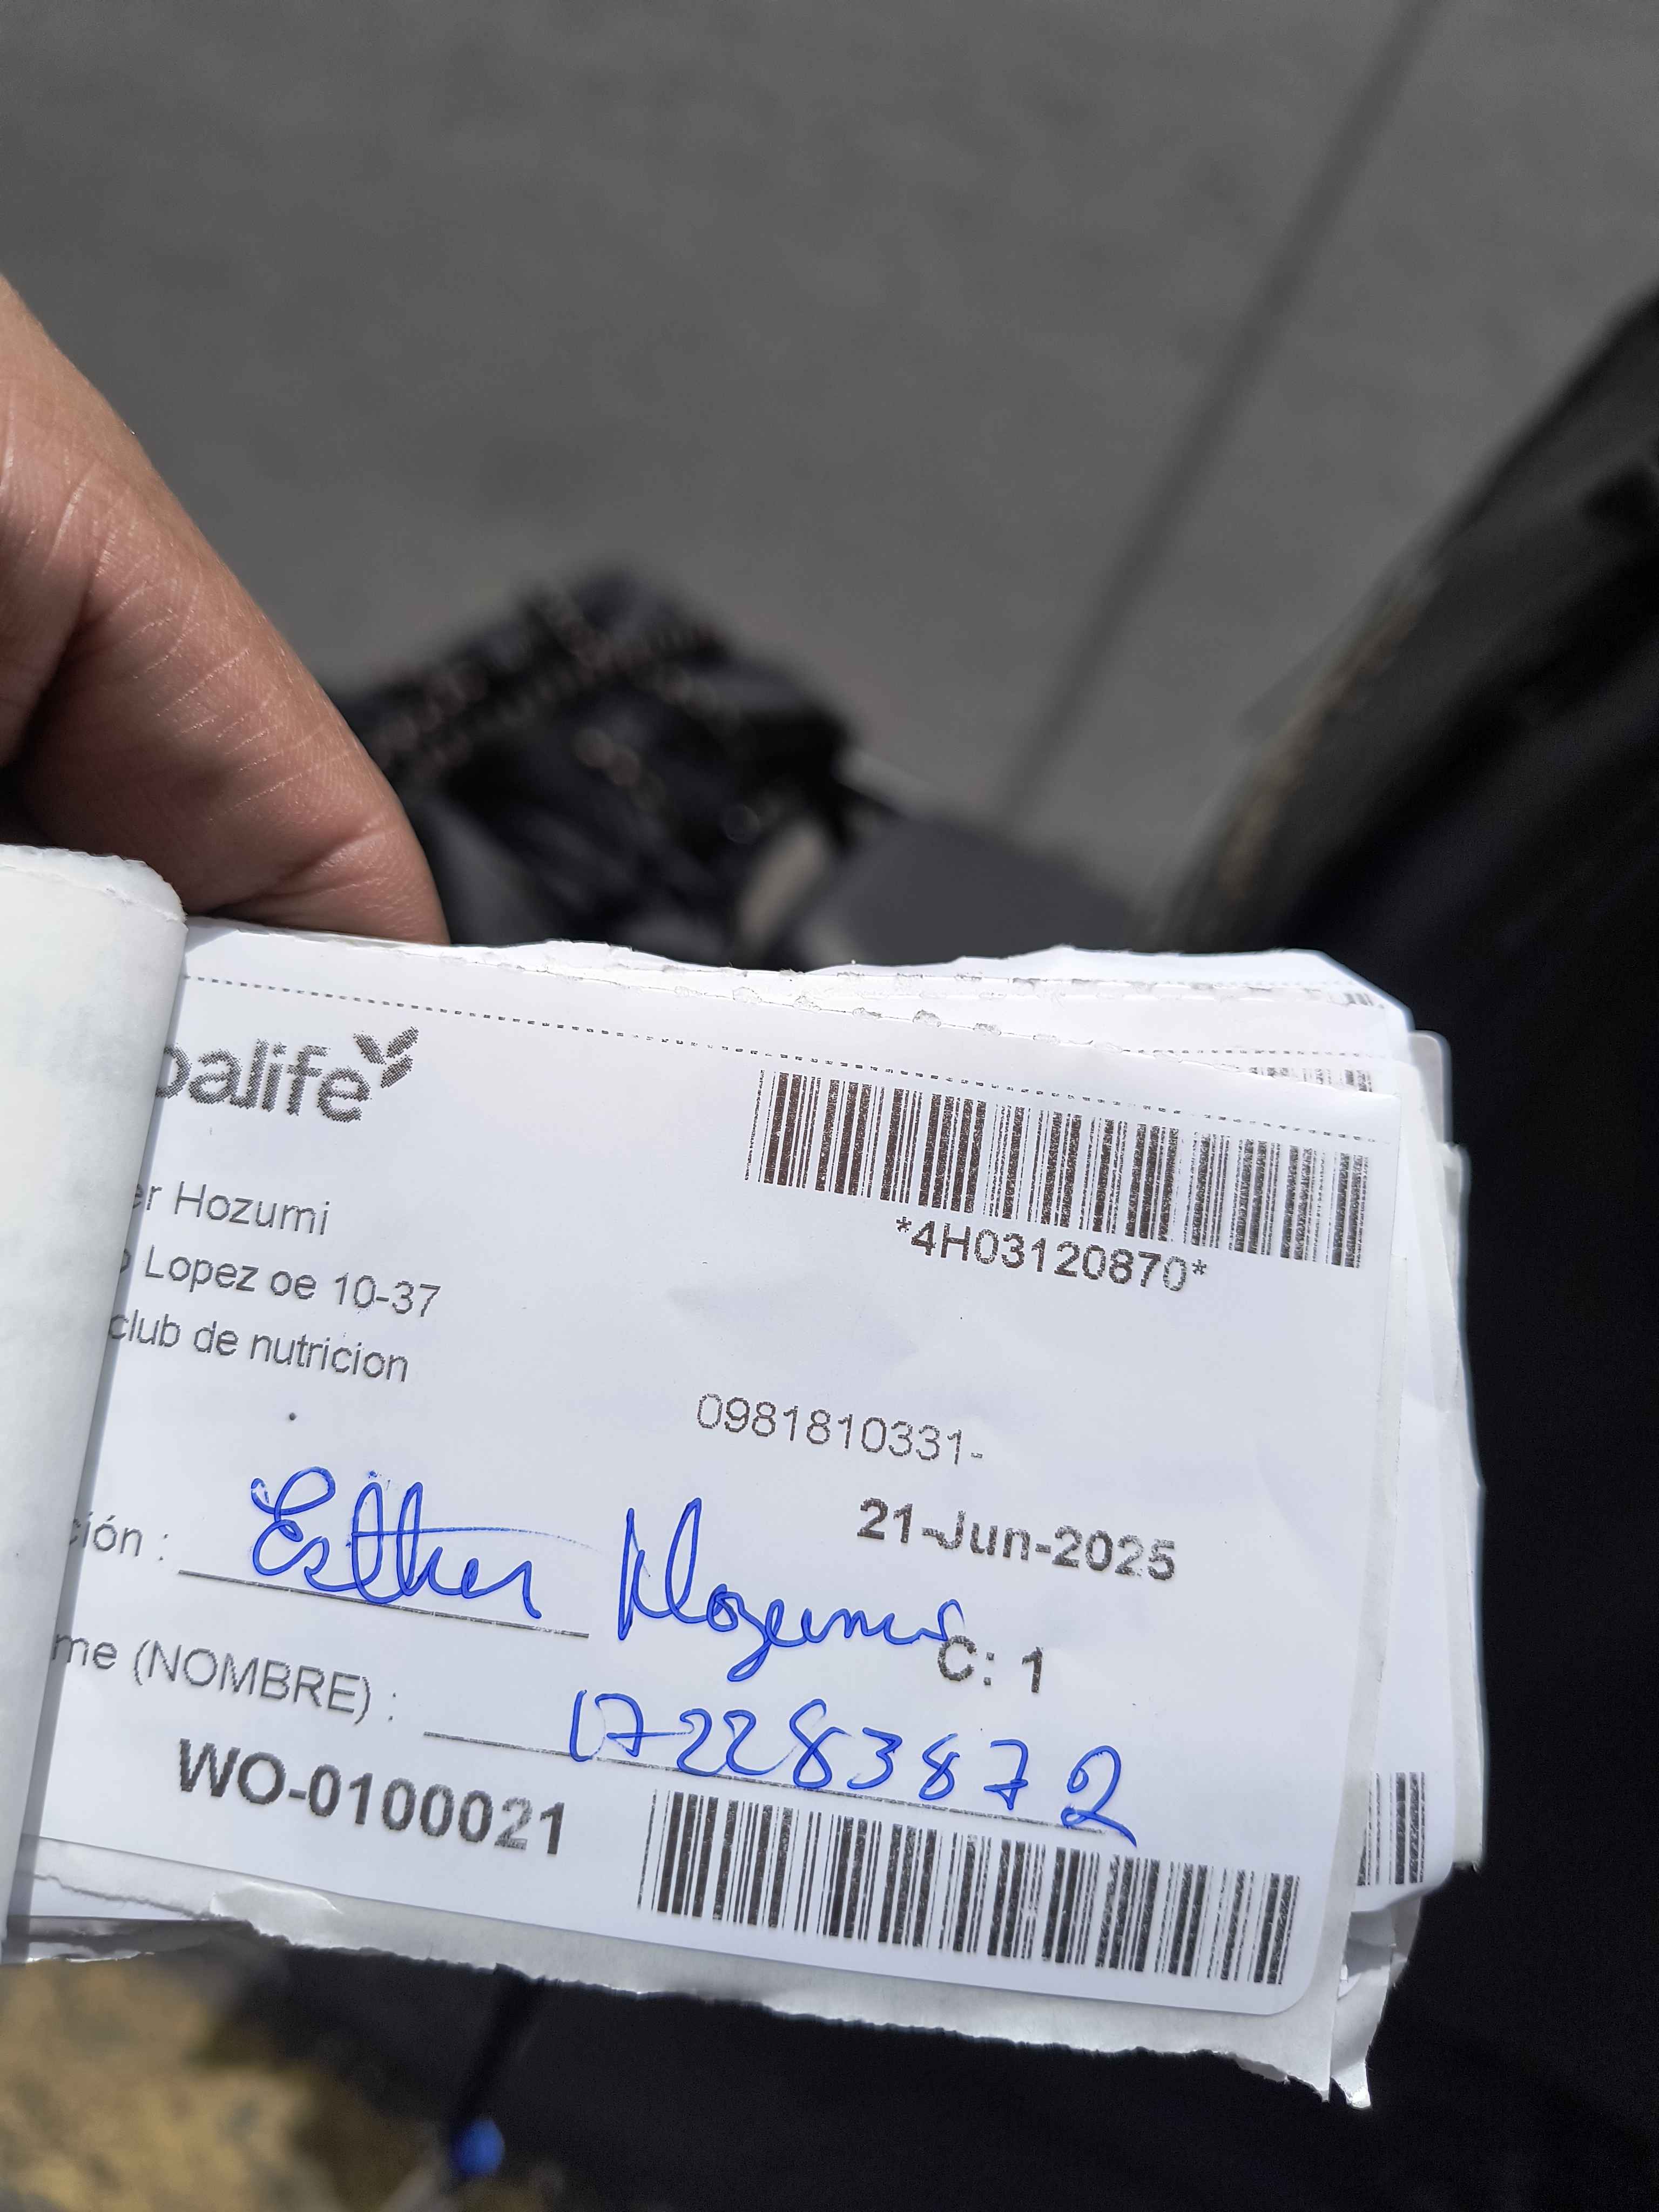 balife
er Hozumi
*4H03120870*
Lopez oe 10-37
club de nutricion
0981810331-
21-Jun-2025
ción : Esther Hozumi
C: 1
me (NOMBRE) : 172283872
WO-0100021